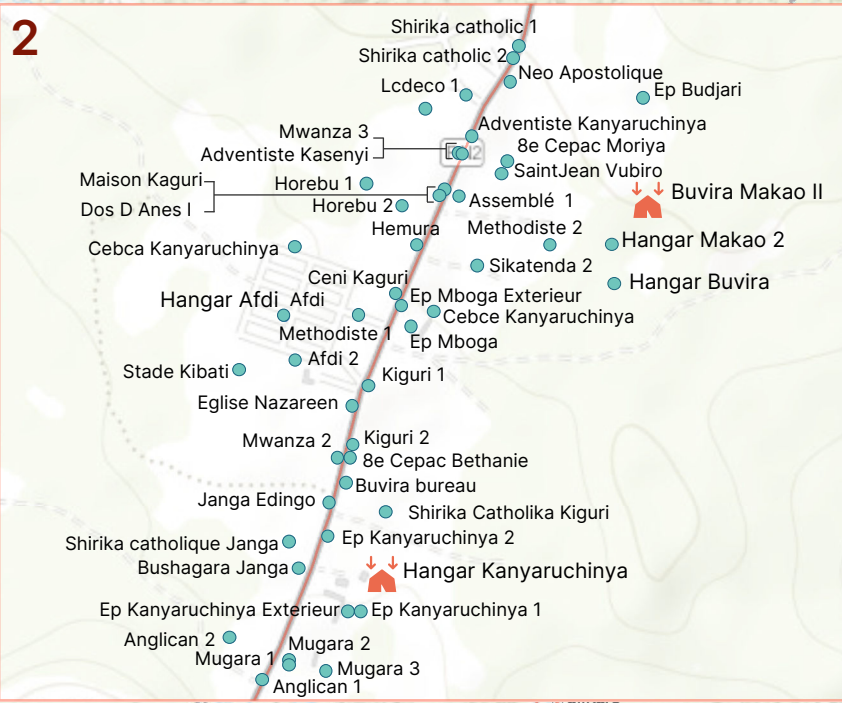 2
Shirika catholic 1
Shirika catholic 2
Neo Apostolique
Lcdeco 1
Ep Budjari
Adventiste Kanyaruchinya
Mwanza 3
Adventiste Kasenyi
8e Cepac Moriya
SaintJean Vubiro
Maison Kaguri
Horebu 1
Buvira Makao II
Dos D Anes I
Horebu 2
Assemblé 1
Hemura
Methodiste 2
Cebca Kanyaruchinya
Hangar Makao 2
Sikatenda 2
Ceni Kaguri
Hangar Buvira
Hangar Afdi
Afdi
Ep Mboga Exterieur
Cebce Kanyaruchinya
Methodiste 1
Ep Mboga
Afdi 2
Stade Kibati
Kiguri 1
Eglise Nazareen
Mwanza 2
Kiguri 2
8e Cepac Bethanie
Buvira bureau
Janga Edingo
Shirika Catholika Kiguri
Ep Kanyaruchinya 2
Shirika catholique Janga
Bushagara Janga
Hangar Kanyaruchinya
Ep Kanyaruchinya Exterieur
Ep Kanyaruchinya 1
Anglican 2
Mugara 2
Mugara 1
Mugara 3
Anglican 1